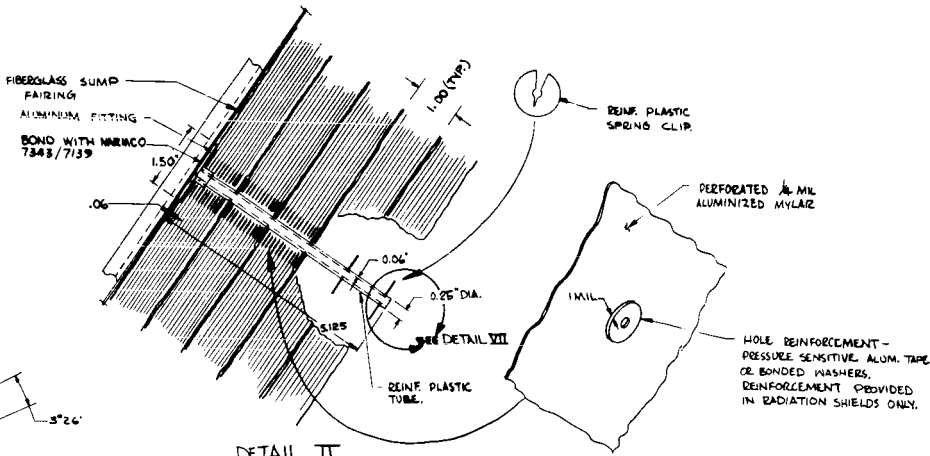 FIBERGLASS SUMP
FAIRING
ALUMINUM FITTING
BOND WITH NARMCO
7343/7139
1.50"
.06
1.00 (TYP.)
REINF. PLASTIC
SPRING CLIP.
PERFORATED 1/4 MIL
ALUMINIZED MYLAR
0.06"
0.25" DIA.
5.125
SEE DETAIL VII
REINF. PLASTIC
TUBE.
1 MIL
HOLE REINFORCEMENT-
PRESSURE SENSITIVE ALUM. TAPE
OR BONDED WASHERS.
REINFORCEMENT PROVIDED
IN RADIATION SHIELDS ONLY.
3°26'
DETAIL II